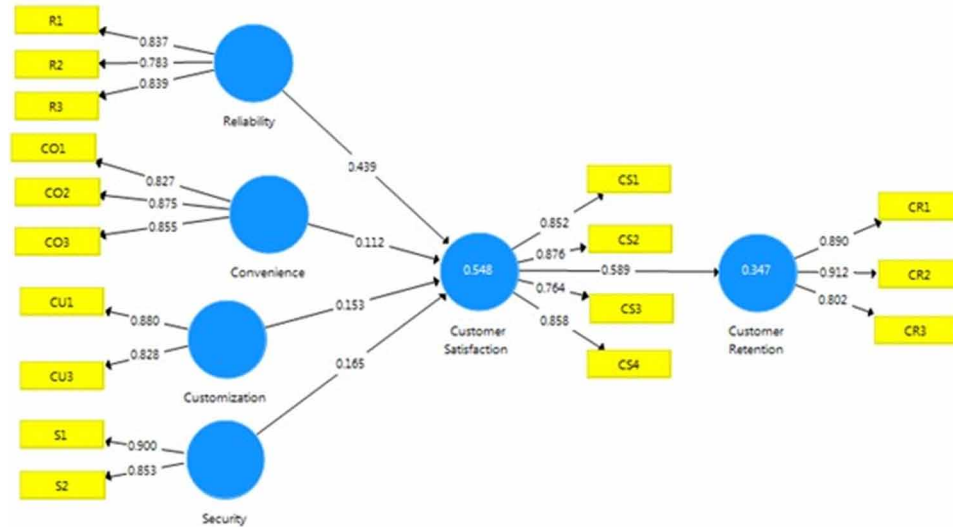 R1
0.837
R2
0.783
R3
0.839
Reliability
0.439
CO1
0.827
CO2
0.875
CO3
0.855
Convenience
0.112
CU1
0.880
CU3
0.828
Customization
0.153
S1
0.900
S2
0.853
Security
0.165
0.548
Customer
Satisfaction
CS1
0.852
CS2
0.876
CS3
0.764
CS4
0.858
0.589
0.347
Customer
Retention
CR1
0.890
CR2
0.912
CR3
0.802